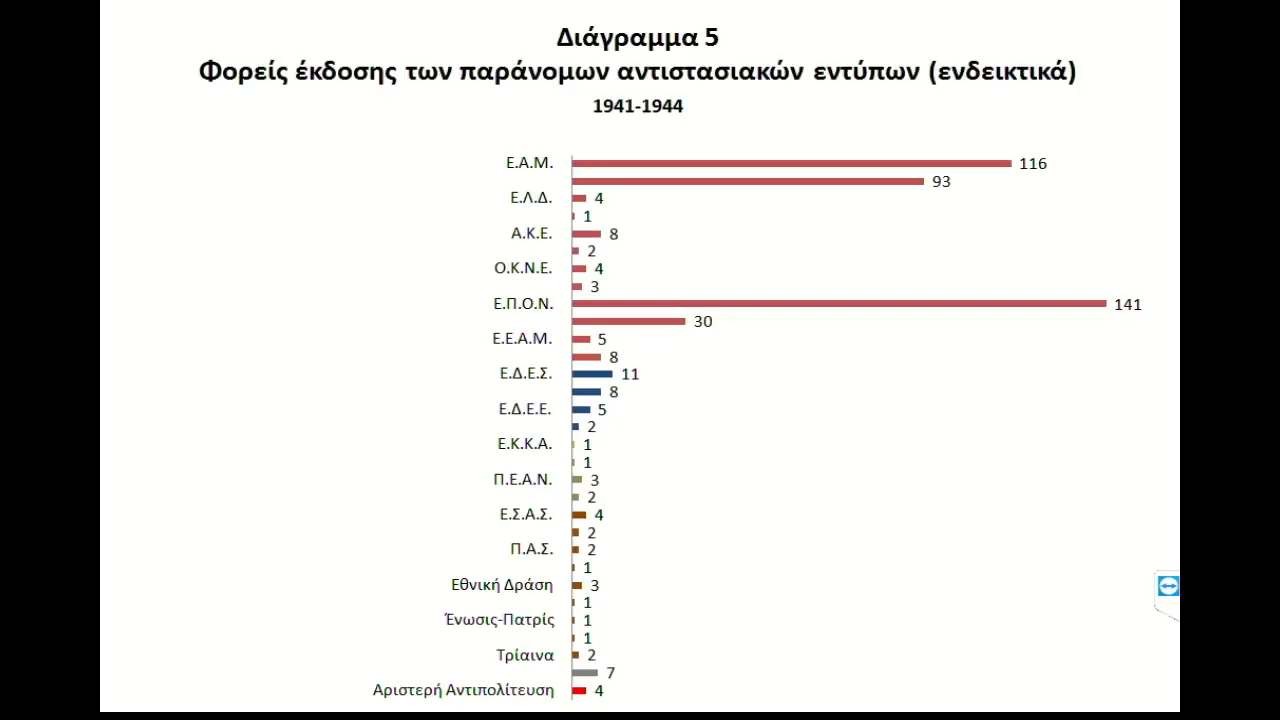 Διάγραμμα 5
Φορείς έκδοσης των παράνομων αντιστασιακών εντύπων (ενδεικτικά)
1941-1944
Ε.Α.Μ. 116
93
Ε.Λ.Δ. 4
1
Α.Κ.Ε. 8
2
Ο.Κ.Ν.Ε. 4
3
Ε.Π.Ο.Ν. 141
30
Ε.Ε.Α.Μ. 5
8
Ε.Δ.Ε.Σ. 11
8
Ε.Δ.Ε.Ε. 5
2
Ε.Κ.Κ.Α. 1
1
Π.Ε.Α.Ν. 3
2
Ε.Σ.Α.Σ. 4
2
Π.Α.Σ. 2
1
Εθνική Δράση 3
1
Ένωσις-Πατρίς 1
1
Τρίαινα 2
7
Αριστερή Αντιπολίτευση 4